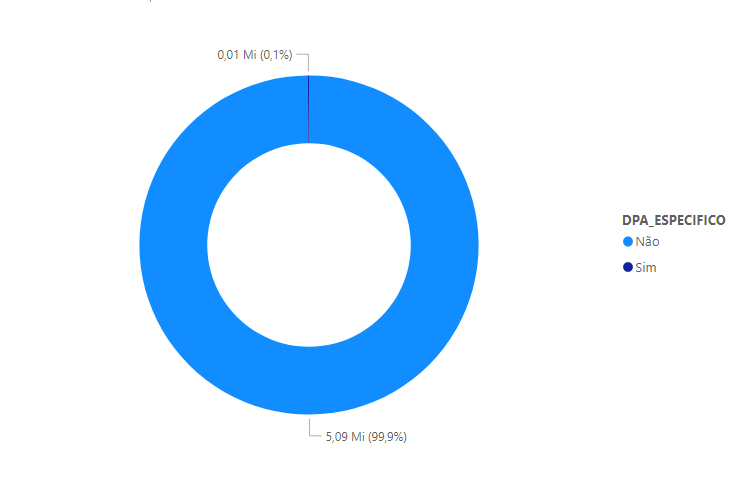 0,01 Mi (0,1%)
DPA_ESPECIFICO
Não
Sim
5,09 Mi (99,9%)